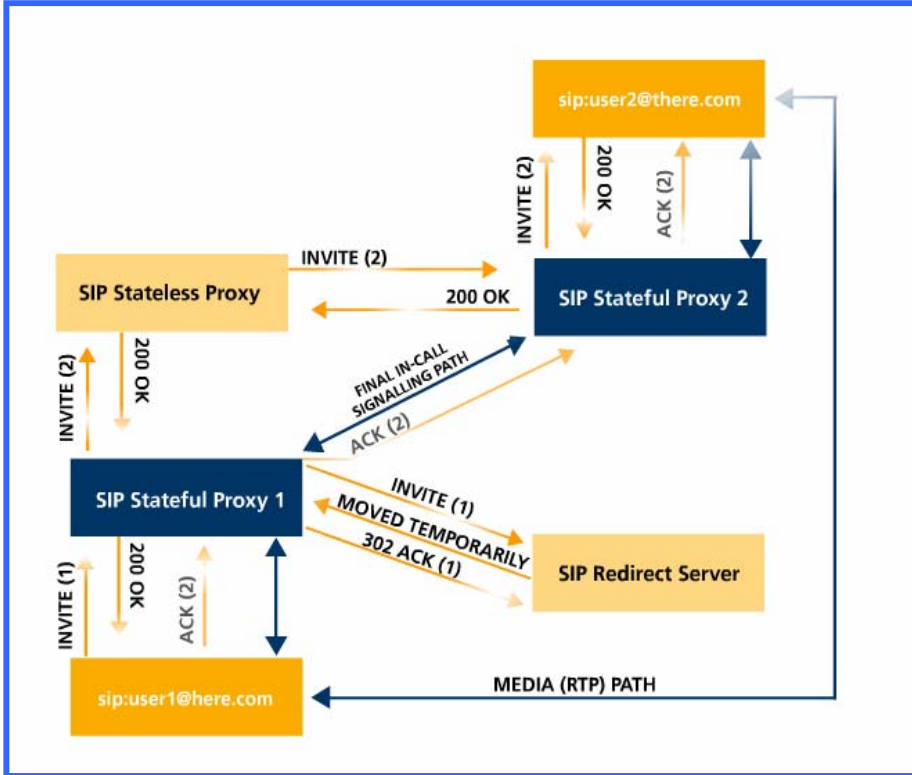 sip:user2@there.com
INVITE (2)
200 OK
ACK (2)
SIP Stateless Proxy
INVITE (2)
200 OK
SIP Stateful Proxy 2
INVITE (2)
200 OK
FINAL IN-CALL
SIGNALLING PATH
ACK (2)
SIP Stateful Proxy 1
INVITE (1)
MOVED TEMPORARILY
302 ACK (1)
SIP Redirect Server
INVITE (1)
200 OK
ACK (2)
sip:user1@here.com
MEDIA (RTP) PATH